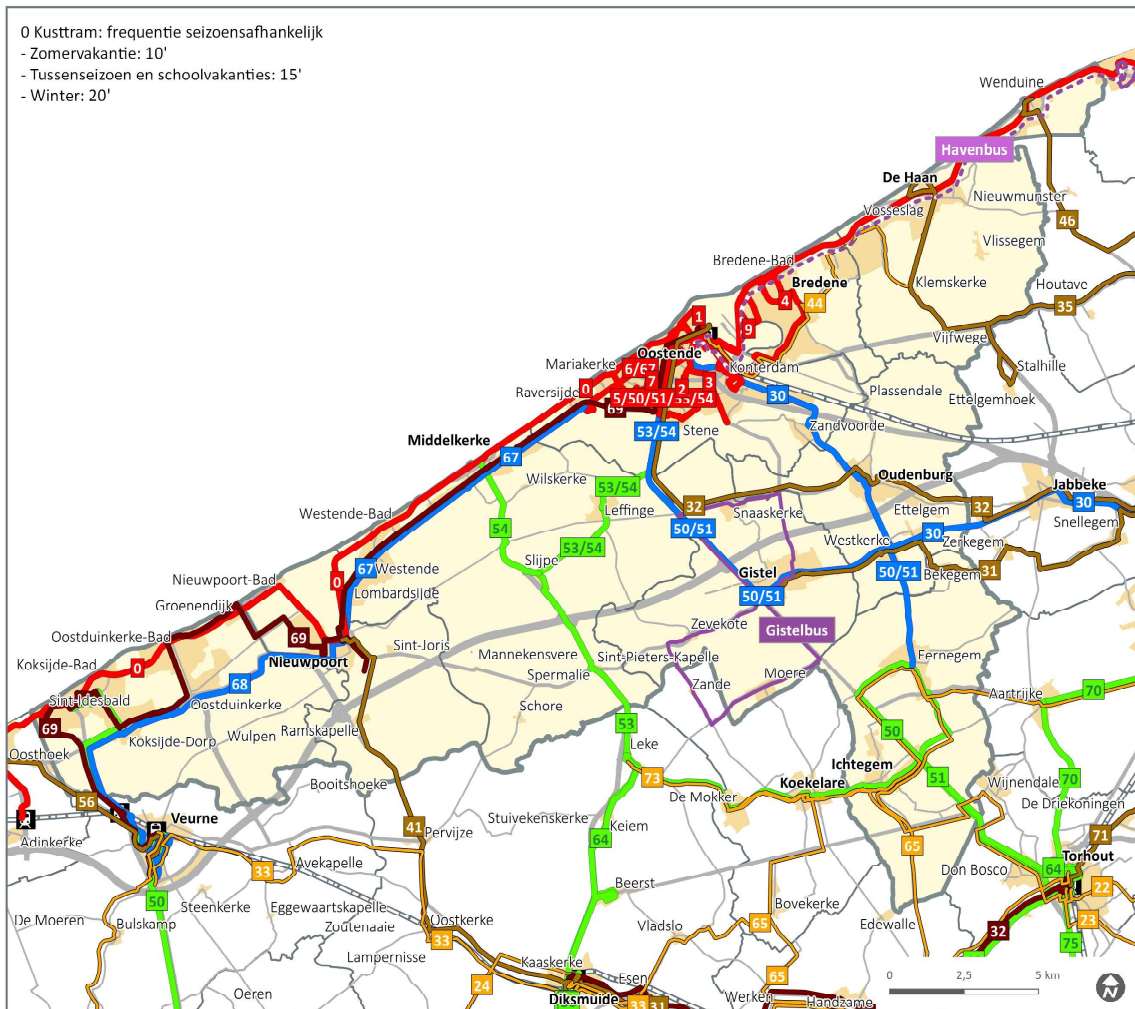 0 Kusttram: frequentie seizoensafhankelijk
- Zomervakantie: 10'
- Tussenseizoen en schoolvakanties: 15'
- Winter: 20'
Wenduine
Havenbus
De Haan
Nieuwmunster
Vosseslag
46
Vlissegem
Bredene-Bad
Bredene
Klemskerke
Houtave
4
44
35
1
9
Vijfwege
Oostende
Mariakerke
6/67
Konterdam
Stalhille
7
2
3
0
Raversijde
Plassendale
30
Ettelgemhoek
5/50/51/53/54
69
Stene
Zandvoorde
53/54
Middelkerke
67
Wilskerke
Oudenburg
53/54
Jabbeke
32
Leffinge
Snaaskerke
Ettelgem
32
30
Westende-Bad
54
50/51
Snellegem
Westkerke
30
Zerkegem
53/54
Slijpe
67
Westende
Gistel
50/51
Bekegem
31
Nieuwpoort-Bad
0
Lombardsijde
50/51
Groenendijk
Zevekote
Gistelbus
Oostduinkerke-Bad
69
Sint-Joris
Mannekensvere
Sint-Pieters-Kapelle
Eernegem
Koksijde-Bad
0
Nieuwpoort
Spermalie
Moere
68
Zande
Aartrijke
70
Sint-Idesbald
Oostduinkerke
Schore
69
53
50
Ramskapelle
Wulpen
Koksijde-Dorp
Leke
Oosthoek
Ichtegem
73
51
70
Booitshoeke
Koekelare
Wijnendale
De Mokker
De Driekoningen
56
Veurne
Stuivekenskerke
Keiem
41
Pervijze
64
71
Adinkerke
65
Torhout
Avekapelle
33
Don Bosco
64
Beerst
22
50
Steenkerke
Eggewaartskapelle
Bovekerke
De Moeren
Bulskamp
Zoutenaaie
Oostkerke
Vladslo
65
Edewalle
23
33
32
75
Lampernisse
Kaaskerke
24
Esen
65
0
2,5
5 km
Oeren
Diksmuide
33
31
Werken
Handzame
N